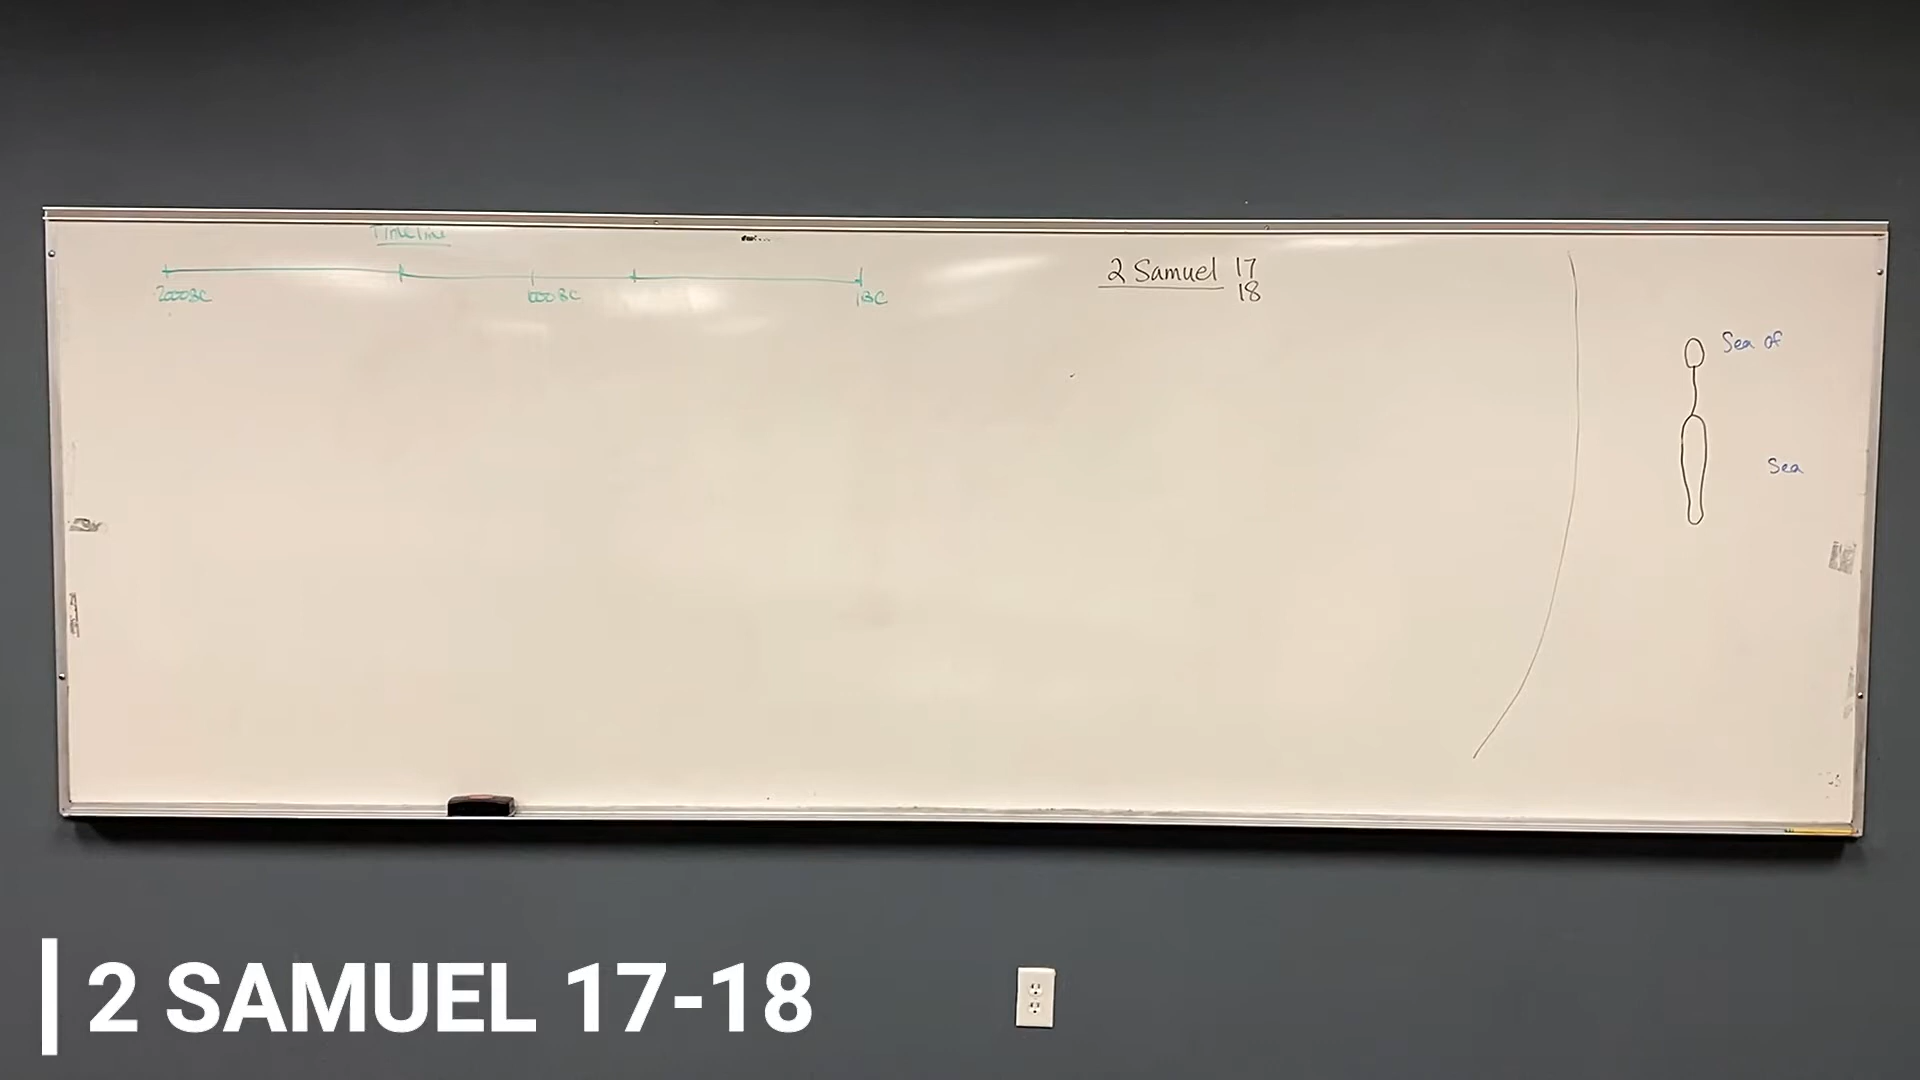 Timeline
2000BC 1000BC 1BC
2 Samuel 17
18
Sea of
Sea
2 SAMUEL 17-18